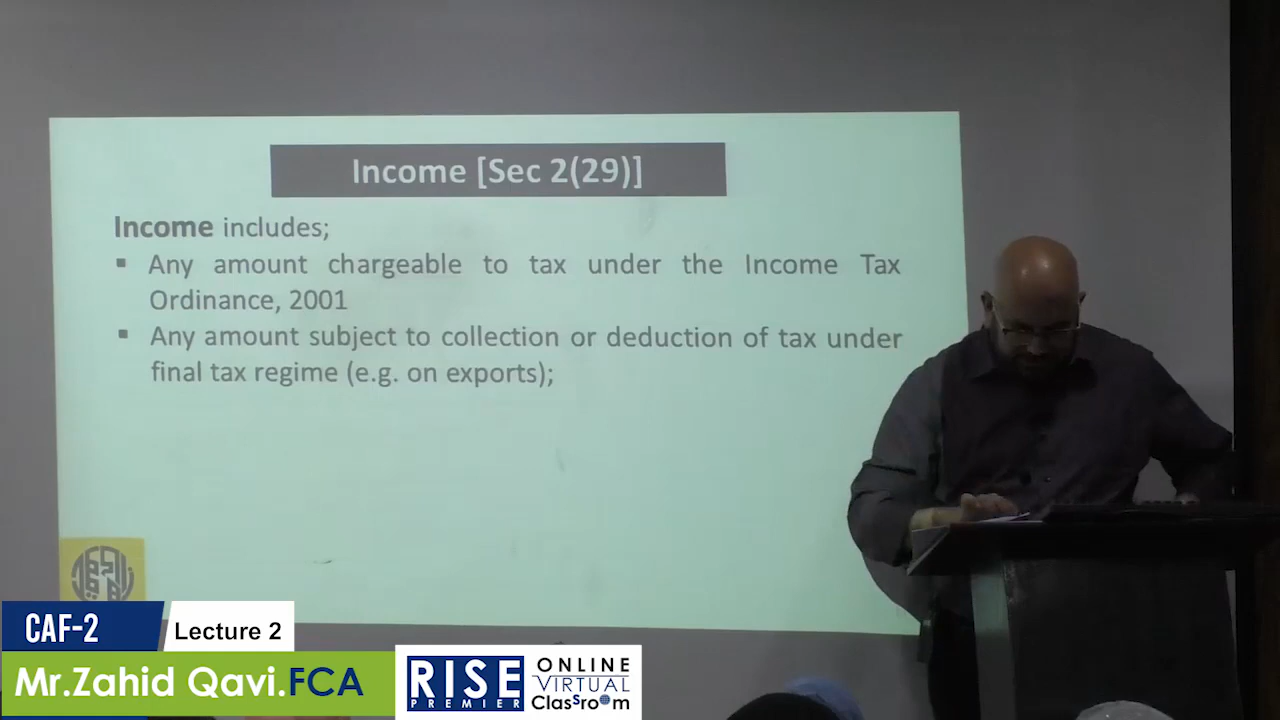 Income [Sec 2(29)]
Income includes;
▪ Any amount chargeable to tax under the Income Tax
Ordinance, 2001
▪ Any amount subject to collection or deduction of tax under
final tax regime (e.g. on exports);
CAF-2
Lecture 2
Mr.Zahid Qavi.FCA
RISE
PREMIER
ONLINE
VIRTUAL
ClasSroom